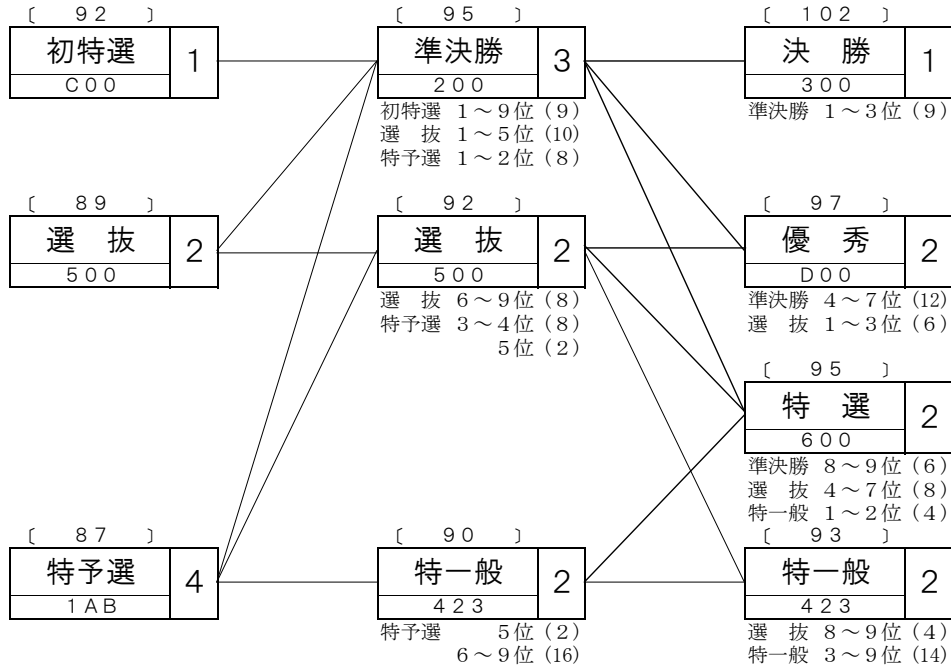 〔 92 〕
初特選 1
C00
〔 89 〕
選 抜 2
500
〔 87 〕
特予選 4
1AB
〔 95 〕
準決勝 3
200
初特選 1～9位 (9)
選 抜 1～5位 (10)
特予選 1～2位 (8)
〔 92 〕
選 抜 2
500
選 抜 6～9位 (8)
特予選 3～4位 (8)
5位 (2)
〔 90 〕
特一般 2
423
特予選 5位 (2)
6～9位 (16)
〔 102 〕
決 勝 1
300
準決勝 1～3位 (9)
〔 97 〕
優 秀 2
D00
準決勝 4～7位 (12)
選 抜 1～3位 (6)
〔 95 〕
特 選 2
600
準決勝 8～9位 (6)
選 抜 4～7位 (8)
特一般 1～2位 (4)
〔 93 〕
特一般 2
423
選 抜 8～9位 (4)
特一般 3～9位 (14)